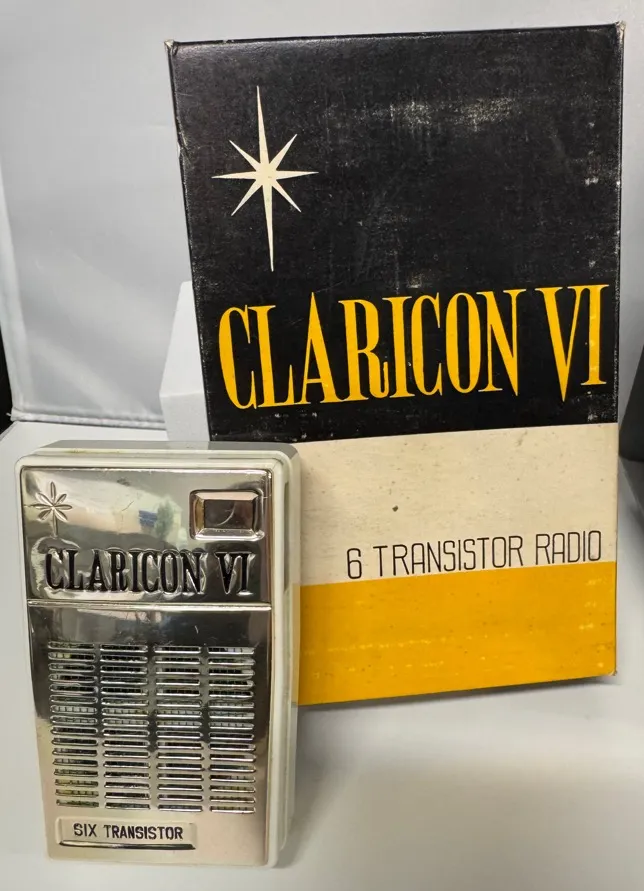 CLARICON VI
6 TRANSISTOR RADIO
CLARICON VI
SIX TRANSISTOR